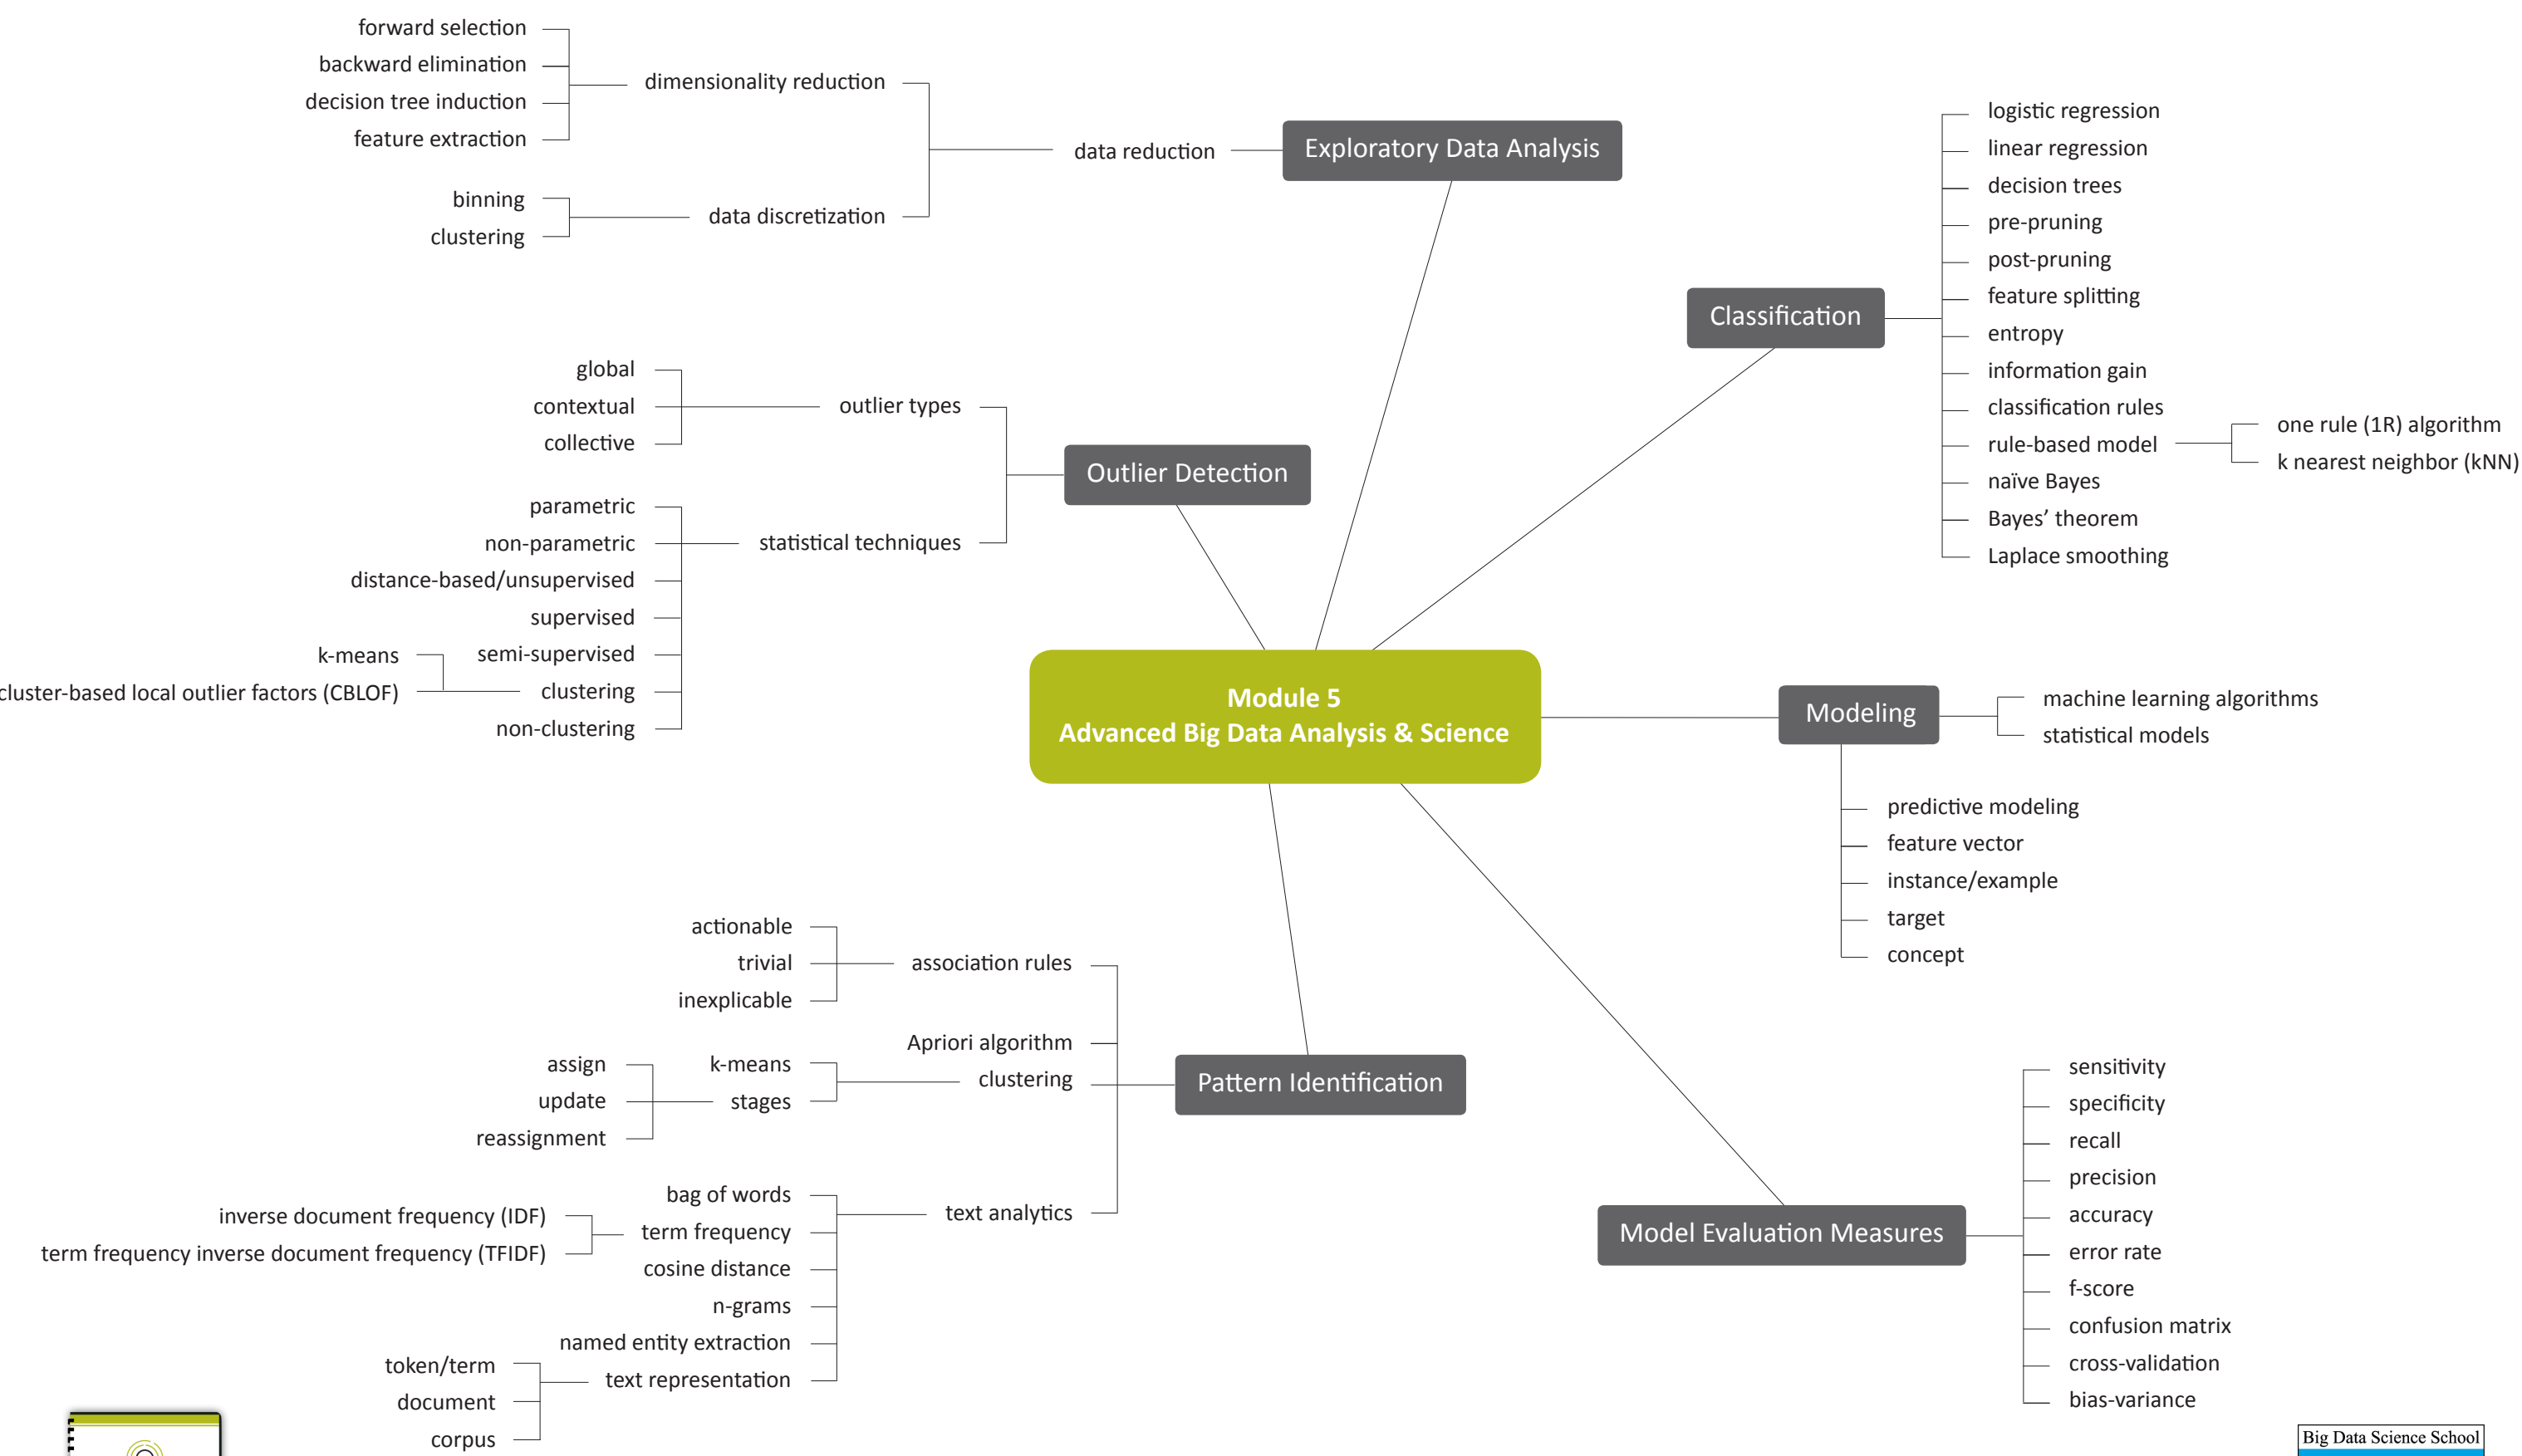 forward selection
backward elimination
decision tree induction
feature extraction
dimensionality reduction
binning
clustering
data discretization
data reduction
Exploratory Data Analysis
logistic regression
linear regression
decision trees
pre-pruning
post-pruning
feature splitting
entropy
information gain
classification rules
rule-based model
naïve Bayes
Bayes’ theorem
Laplace smoothing
Classification
one rule (1R) algorithm
k nearest neighbor (kNN)
global
contextual
collective
outlier types
Outlier Detection
parametric
non-parametric
distance-based/unsupervised
supervised
semi-supervised
clustering
non-clustering
statistical techniques
k-means
cluster-based local outlier factors (CBLOF)
Module 5
Advanced Big Data Analysis & Science
Modeling
machine learning algorithms
statistical models
predictive modeling
feature vector
instance/example
target
concept
actionable
trivial
inexplicable
association rules
Apriori algorithm
clustering
k-means
stages
assign
update
reassignment
Pattern Identification
bag of words
term frequency
cosine distance
n-grams
named entity extraction
text representation
text analytics
inverse document frequency (IDF)
term frequency inverse document frequency (TFIDF)
token/term
document
corpus
Model Evaluation Measures
sensitivity
specificity
recall
precision
accuracy
error rate
f-score
confusion matrix
cross-validation
bias-variance
Big Data Science School